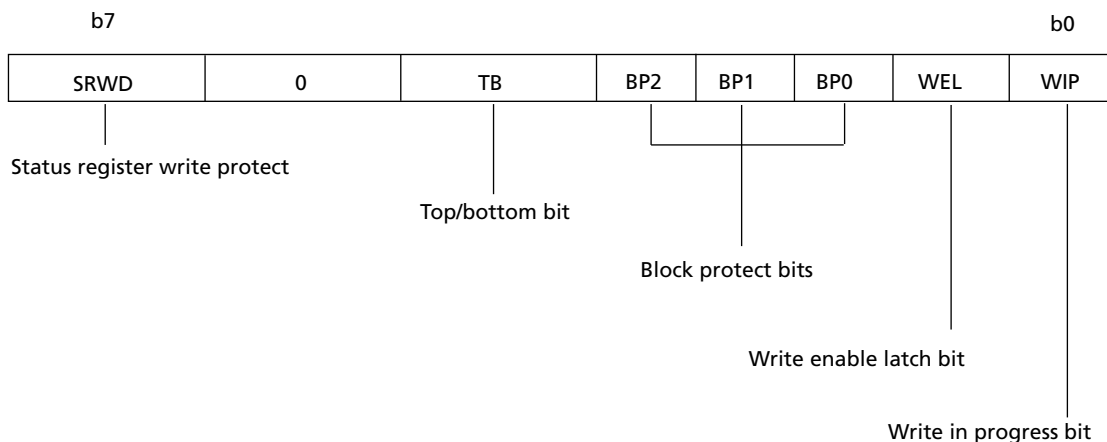 b7 b0
SRWD 0 TB BP2 BP1 BP0 WEL WIP
Status register write protect
Top/bottom bit
Block protect bits
Write enable latch bit
Write in progress bit